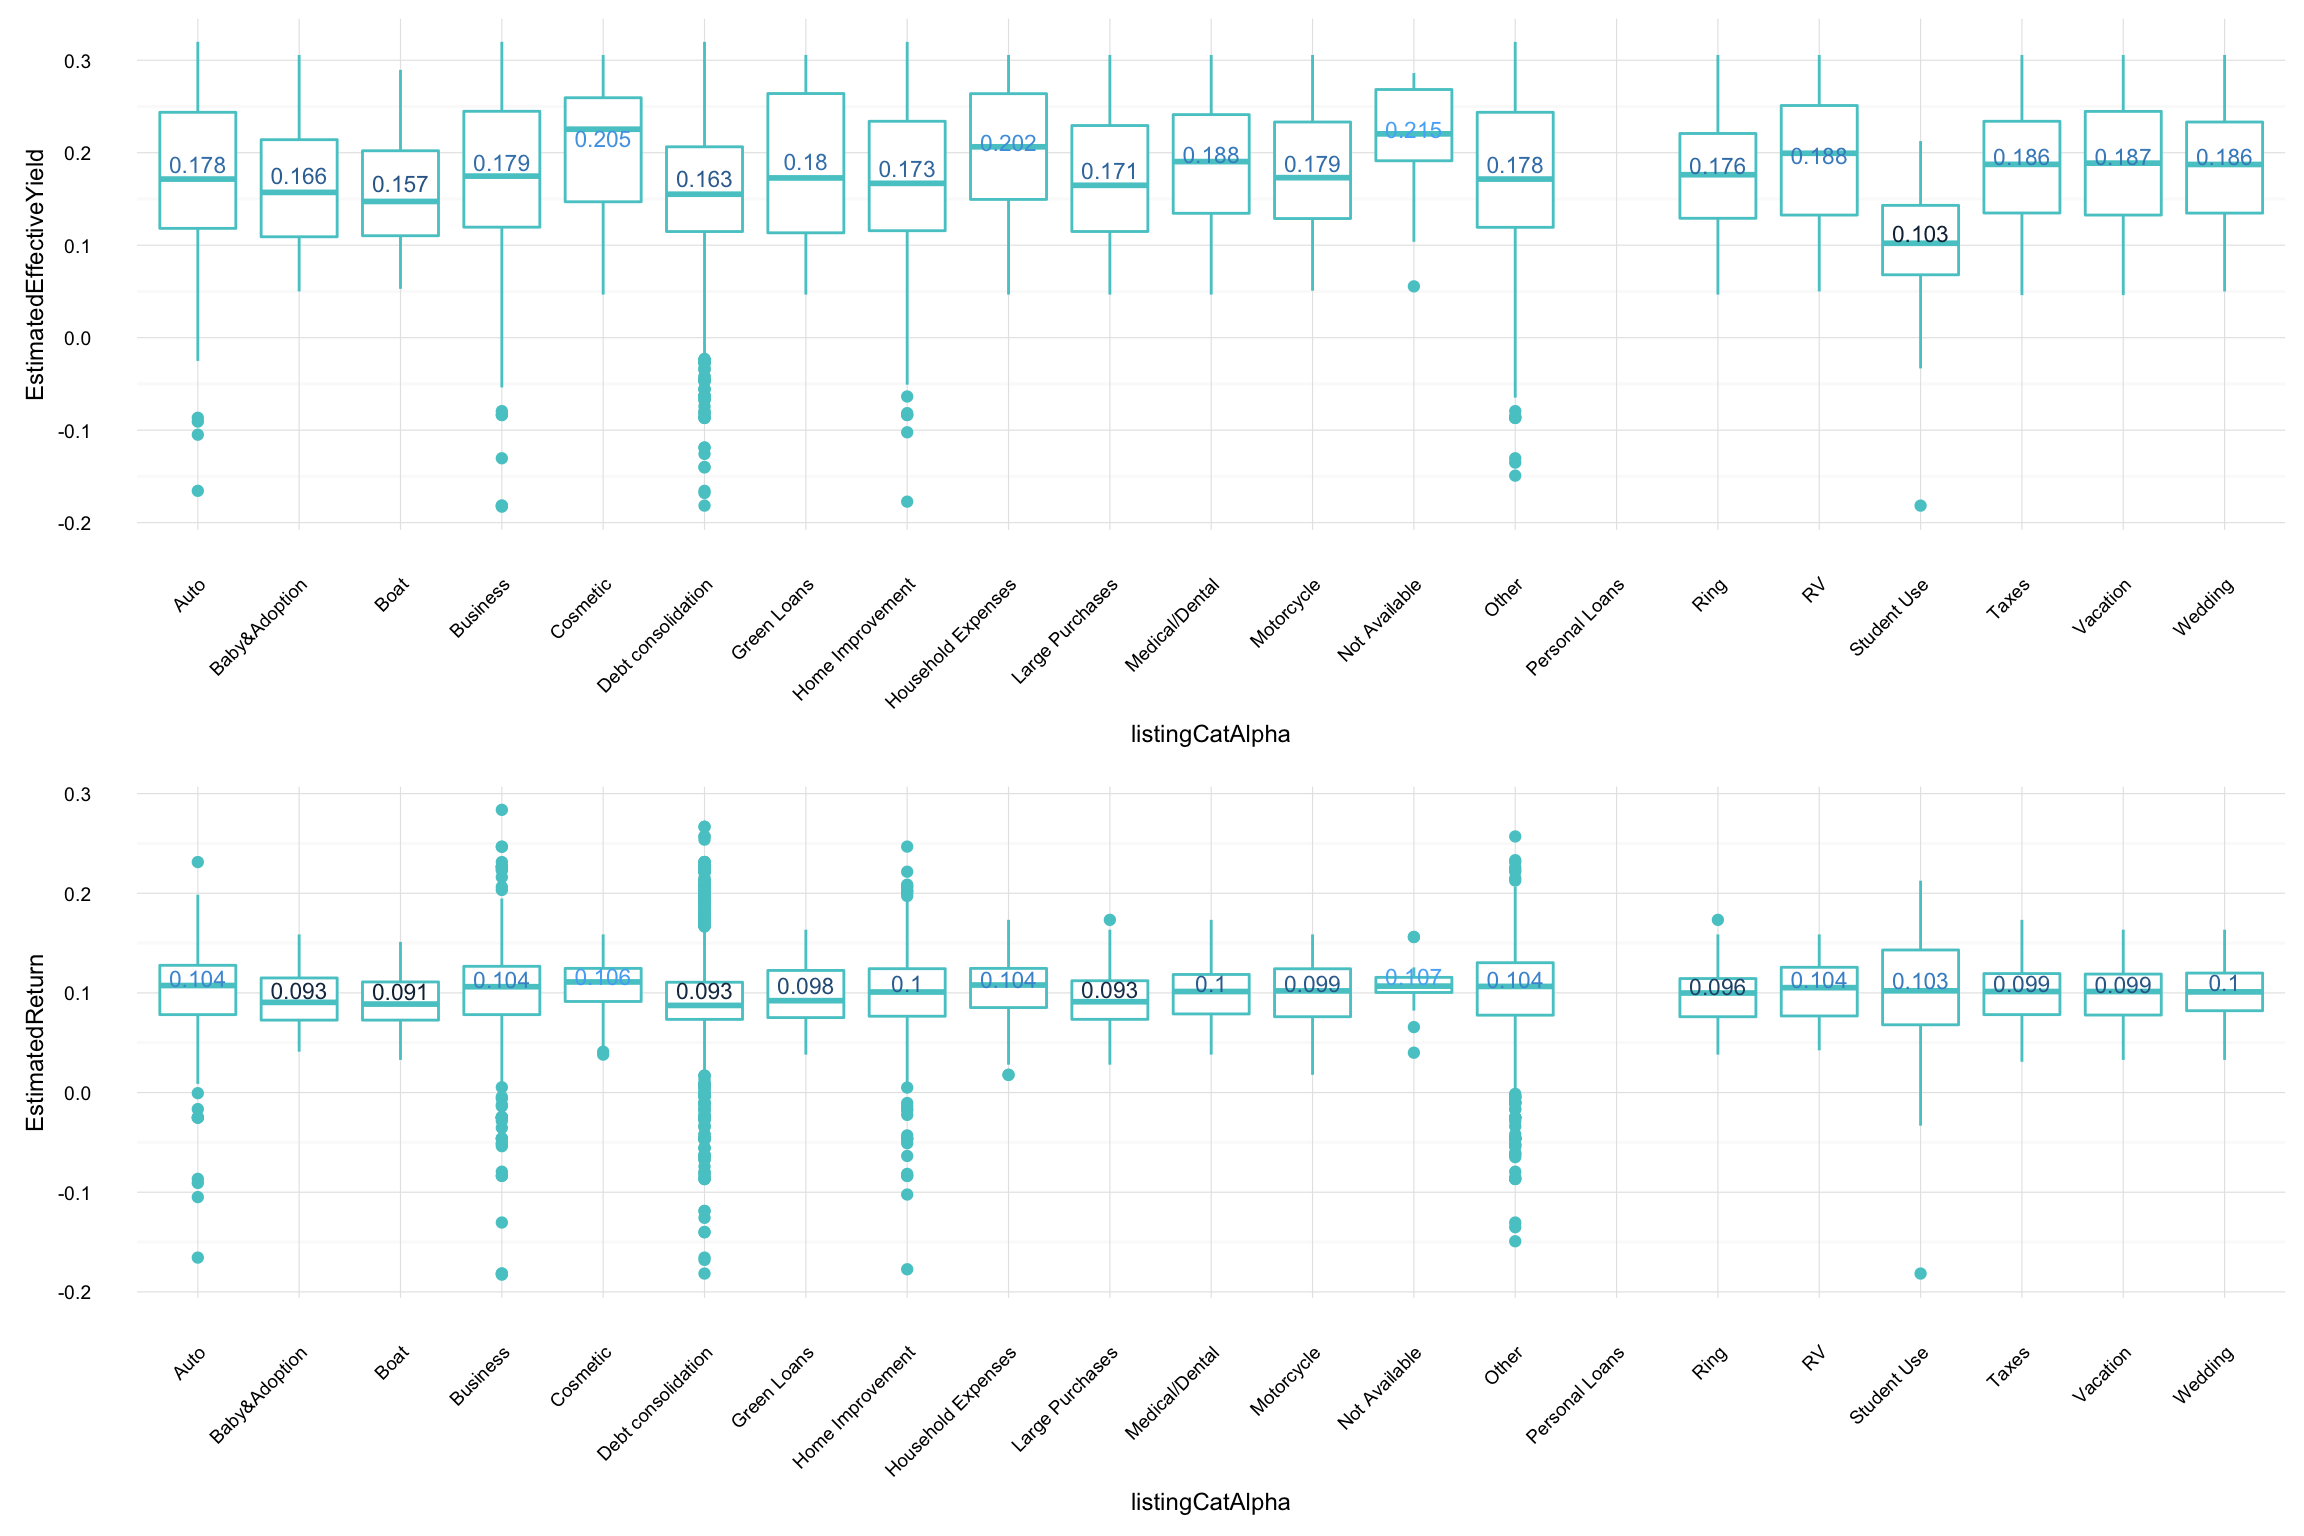 EstimatedEffectiveYield
0.3
0.2
0.1
0.0
-0.1
-0.2
0.178 0.166 0.157 0.179 0.205 0.163 0.18 0.173 0.202 0.171 0.188 0.179 0.215 0.178 0.176 0.188 0.103 0.186 0.187 0.186
Auto Baby&Adoption Boat Business Cosmetic Debt consolidation Green Loans Home Improvement Household Expenses Large Purchases Medical/Dental Motorcycle Not Available Other Personal Loans Ring RV Student Use Taxes Vacation Wedding
listingCatAlpha
EstimatedReturn
0.3
0.2
0.1
0.0
-0.1
-0.2
0.104 0.093 0.091 0.104 0.106 0.093 0.098 0.1 0.104 0.093 0.1 0.099 0.107 0.104 0.096 0.104 0.103 0.099 0.099 0.1
Auto Baby&Adoption Boat Business Cosmetic Debt consolidation Green Loans Home Improvement Household Expenses Large Purchases Medical/Dental Motorcycle Not Available Other Personal Loans Ring RV Student Use Taxes Vacation Wedding
listingCatAlpha